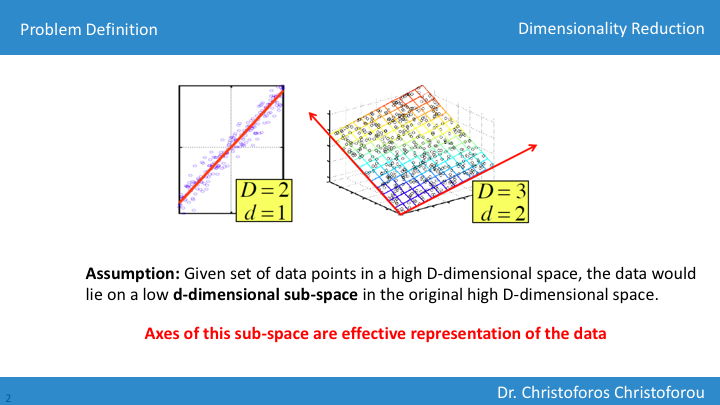 Problem Definition
Dimensionality Reduction
D = 2
d = 1
D = 3
d = 2
Assumption: Given set of data points in a high D-dimensional space, the data would
lie on a low d-dimensional sub-space in the original high D-dimensional space.
Axes of this sub-space are effective representation of the data
2
Dr. Christoforos Christoforou